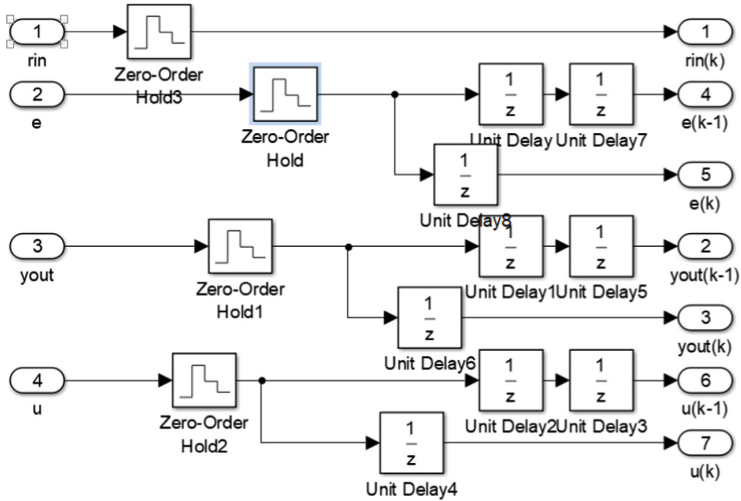 1
rin
Zero-Order
Hold3
1
rin(k)
2
e
Zero-Order
Hold
1
z
Unit Delay
1
z
Unit Delay7
4
e(k-1)
1
z
Unit Delay8
5
e(k)
3
yout
Zero-Order
Hold1
1
z
Unit Delay1
1
z
Unit Delay5
2
yout(k-1)
1
z
Unit Delay6
3
yout(k)
4
u
Zero-Order
Hold2
1
z
Unit Delay2
1
z
Unit Delay3
6
u(k-1)
1
z
Unit Delay4
7
u(k)